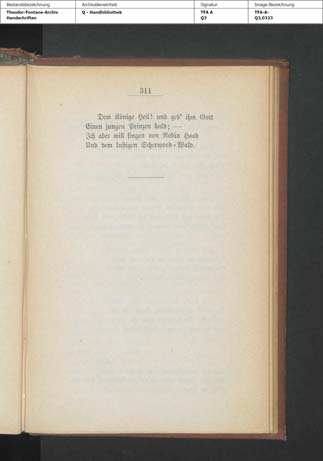 Bestandsbezeichnung Archivalieneinheit Signatur Image Bezeichnung
Theodor-Fontane-Archiv Q - Handbibliothek TFA A TFA-A-
Handschriften Q3 Q3,0323
311
Dem Könige Heil! und geb' ihm Gott
Einen jungen Prinzen bald; —
Ich aber will singen von Robin Hood
Und dem lustigen Scherwood-Wald.